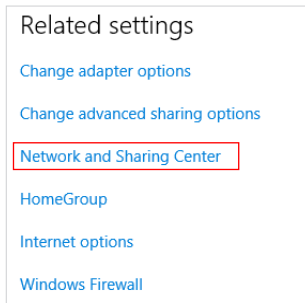 Related settings
Change adapter options
Change advanced sharing options
Network and Sharing Center
HomeGroup
Internet options
Windows Firewall